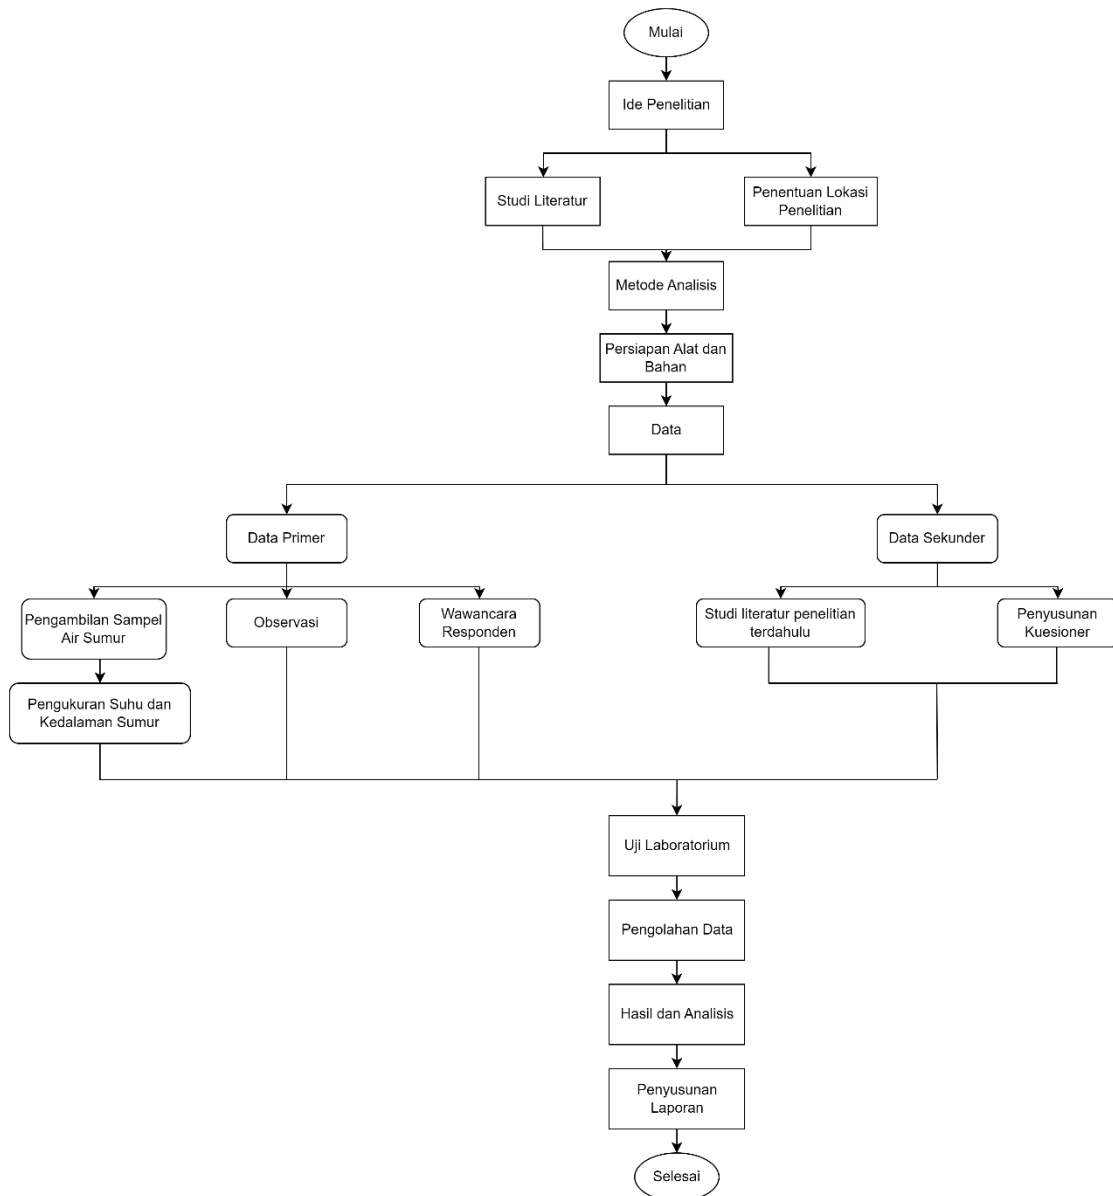 Mulai
Ide Penelitian
Studi Literatur
Penentuan Lokasi
Penelitian
Metode Analisis
Persiapan Alat dan
Bahan
Data
Data Primer
Data Sekunder
Pengambilan Sampel
Air Sumur
Observasi
Wawancara
Responden
Studi literatur penelitian
terdahulu
Penyusunan
Kuesioner
Pengukuran Suhu dan
Kedalaman Sumur
Uji Laboratorium
Pengolahan Data
Hasil dan Analisis
Penyusunan
Laporan
Selesai